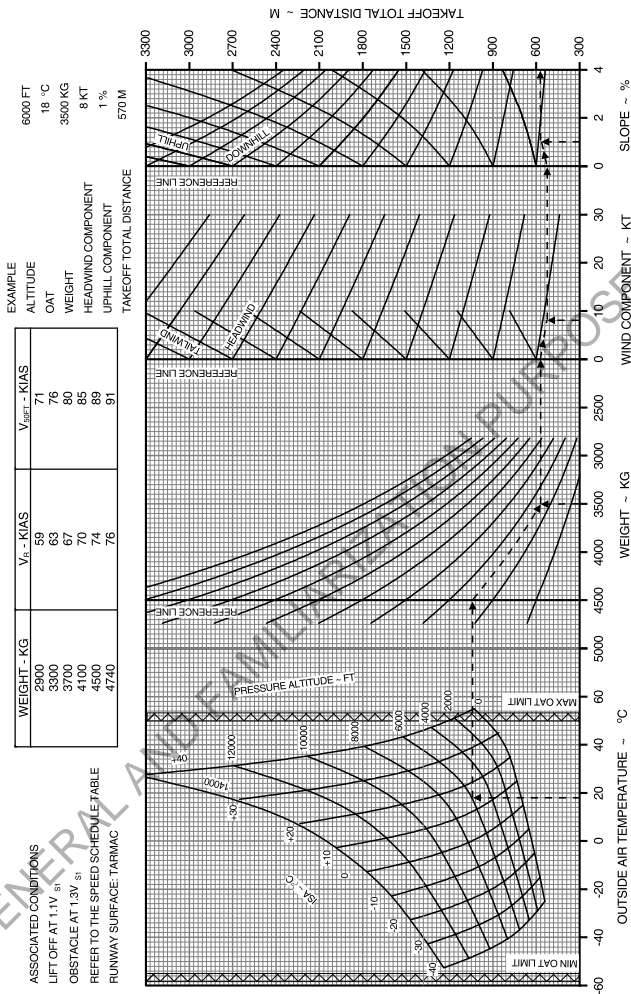 ASSOCIATED CONDITIONS
LIFT OFF AT 1.1V S1
OBSTACLE AT 1.3V S1
REFER TO THE SPEED SCHEDULE TABLE
RUNWAY SURFACE: TARMAC
WEIGHT - KG VR - KIAS V50FT - KIAS
2900 59 71
3300 63 76
3700 67 80
4100 70 85
4500 74 89
4740 76 91
EXAMPLE
ALTITUDE 6000 FT
OAT 18 °C
WEIGHT 3500 KG
HEADWIND COMPONENT 8 KT
UPHILL COMPONENT 1 %
TAKEOFF TOTAL DISTANCE 570 M
TAKEOFF TOTAL DISTANCE ~ M
3300
3000
2700
2400
2100
1800
1500
1200
900
600
300
MIN OAT LIMIT
MAX OAT LIMIT
ISA ~ °C
-40
-30
-20
-10
0
+10
+20
+30
+40
PRESSURE ALTITUDE ~ FT
14000
12000
10000
8000
6000
4000
2000
0
REFERENCE LINE
REFERENCE LINE
TAILWIND
HEADWIND
REFERENCE LINE
UPHILL
DOWNHILL
-60 -40 -20 0 20 40 60
OUTSIDE AIR TEMPERATURE ~ °C
5000 4500 4000 3500 3000 2500
WEIGHT ~ KG
0 10 20 30
WIND COMPONENT ~ KT
0 2 4
SLOPE ~ %
GENERAL AND FAMILIARIZATION PURPOSE